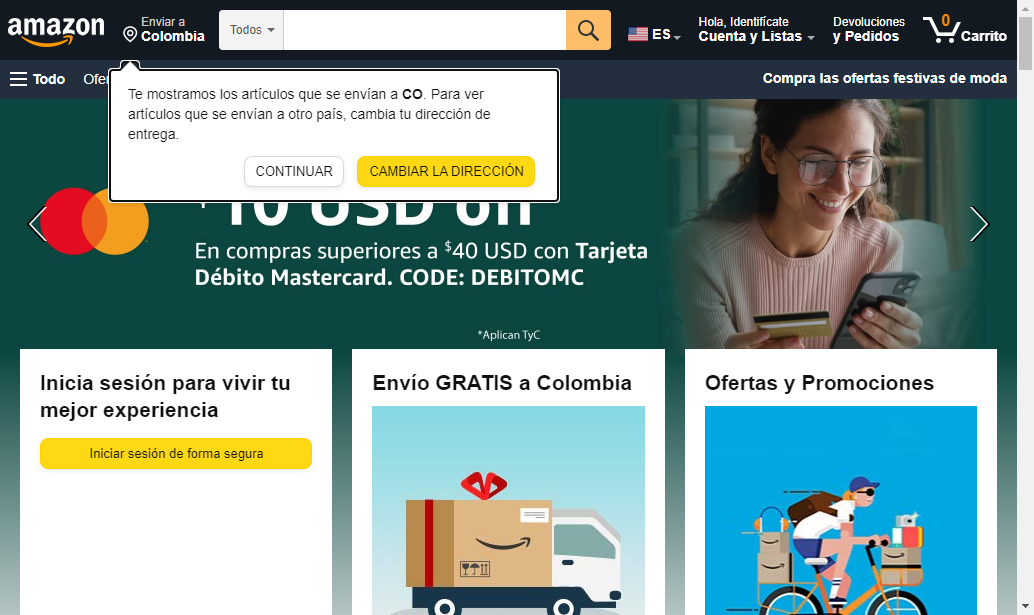 amazon
Enviar a
Colombia
Todos
ES
Hola, Identifícate
Cuenta y Listas
Devoluciones
y Pedidos
0
Carrito
Todo
Compra las ofertas festivas de moda
Te mostramos los artículos que se envían a CO. Para ver
artículos que se envían a otro país, cambia tu dirección de
entrega.
CONTINUAR
CAMBIAR LA DIRECCIÓN
10 USD off
En compras superiores a $40 USD con Tarjeta
Débito Mastercard. CODE: DEBITOMC
*Aplican TyC
Inicia sesión para vivir tu
mejor experiencia
Iniciar sesión de forma segura
Envío GRATIS a Colombia
Ofertas y Promociones